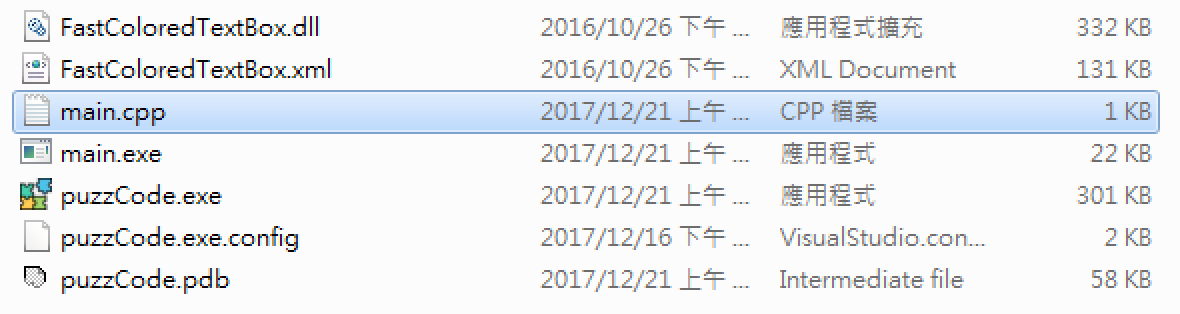 FastColoredTextBox.dll 2016/10/26 下午 ... 應用程式擴充 332 KB
FastColoredTextBox.xml 2016/10/26 下午 ... XML Document 131 KB
main.cpp 2017/12/21 上午 ... CPP 檔案 1 KB
main.exe 2017/12/21 上午 ... 應用程式 22 KB
puzzCode.exe 2017/12/21 上午 ... 應用程式 301 KB
puzzCode.exe.config 2017/12/16 下午 ... VisualStudio.con... 2 KB
puzzCode.pdb 2017/12/21 上午 ... Intermediate file 58 KB